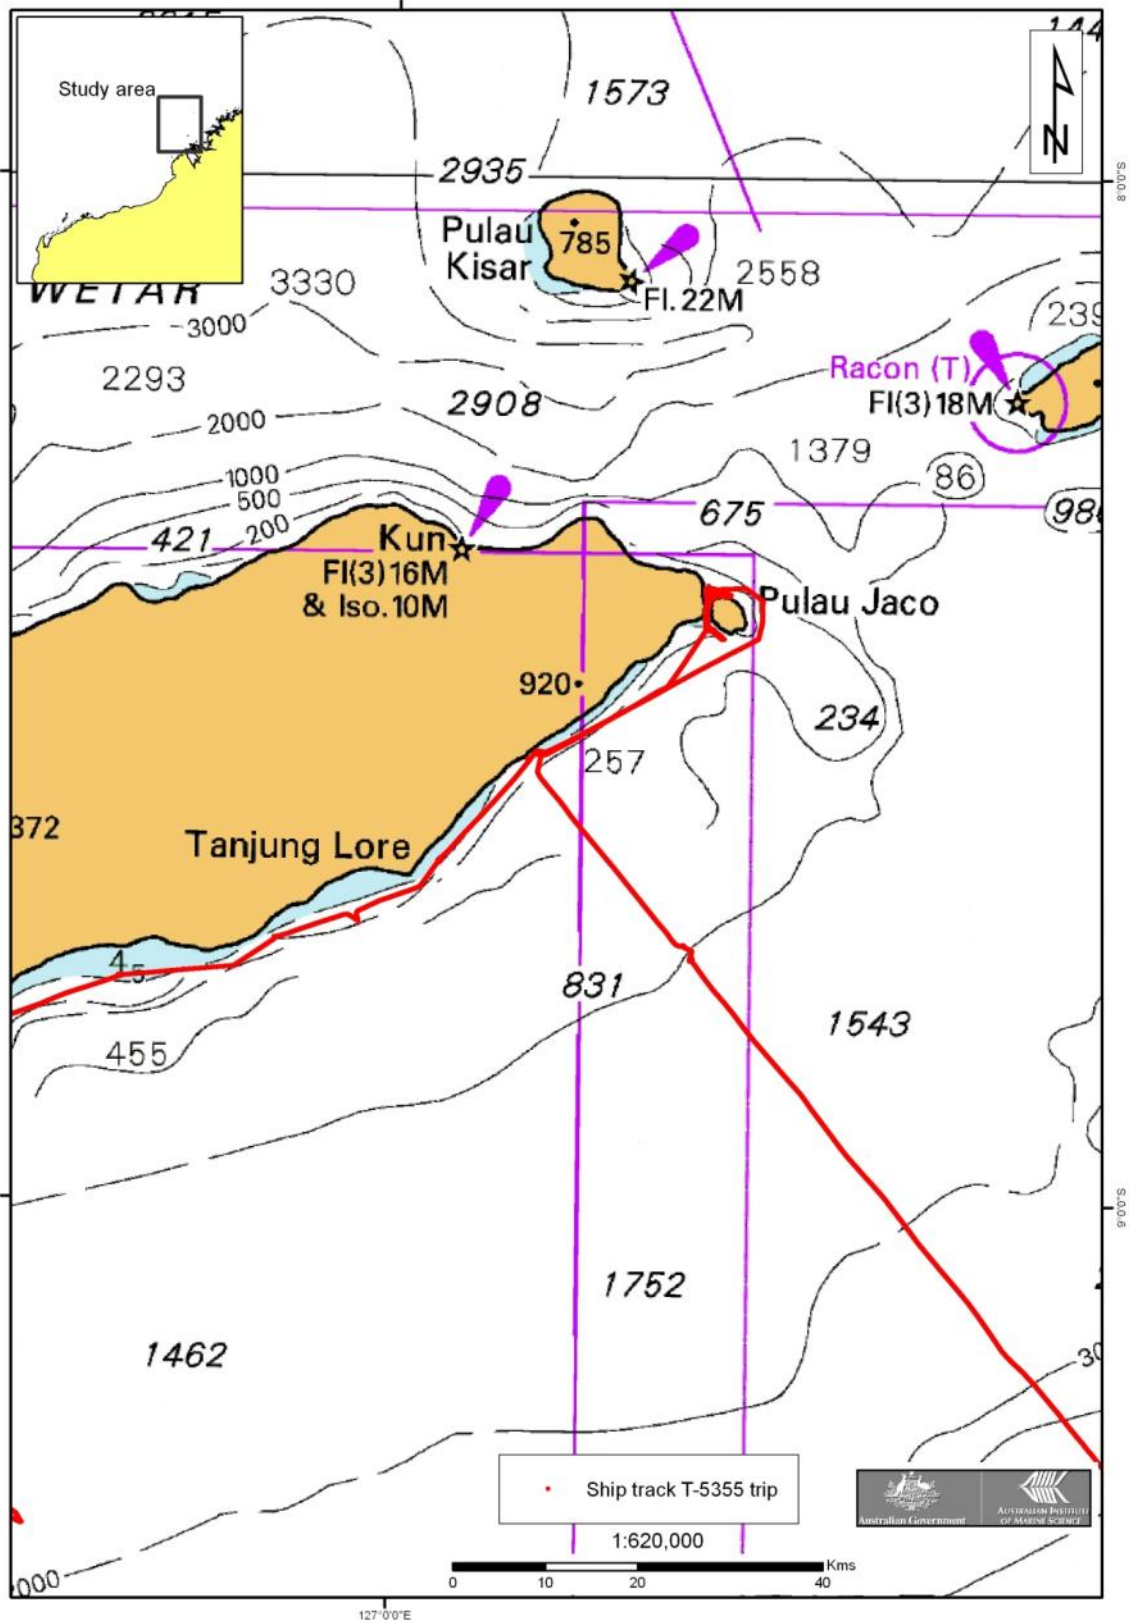 1573
Study area
2935
8°0'0"S
N
Pulau
Kisar
785
WETAR
3330
2558
Fl. 22M
3000
2293
Racon (T)
2908
Fl(3) 18M
2000
1379
1000
86
500
200
421
675
Kun
Fl(3) 16M
& Iso. 10M
Pulau Jaco
920
234
257
372
Tanjung Lore
45
831
1543
455
9°0'0"S
1752
1462
Ship track T-5355 trip
Australian Government
AUSTRALIAN INSTITUTE
OF MARINE SCIENCE
1:620,000
Kms
0 10 20 40
127°0'0"E